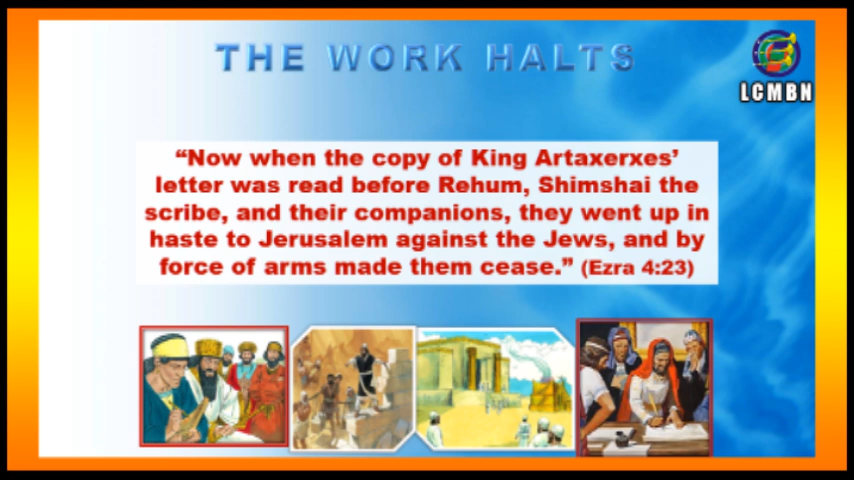 THE WORK HALTS
LCMBN
“Now when the copy of King Artaxerxes’
letter was read before Rehum, Shimshai the
scribe, and their companions, they went up in
haste to Jerusalem against the Jews, and by
force of arms made them cease.” (Ezra 4:23)